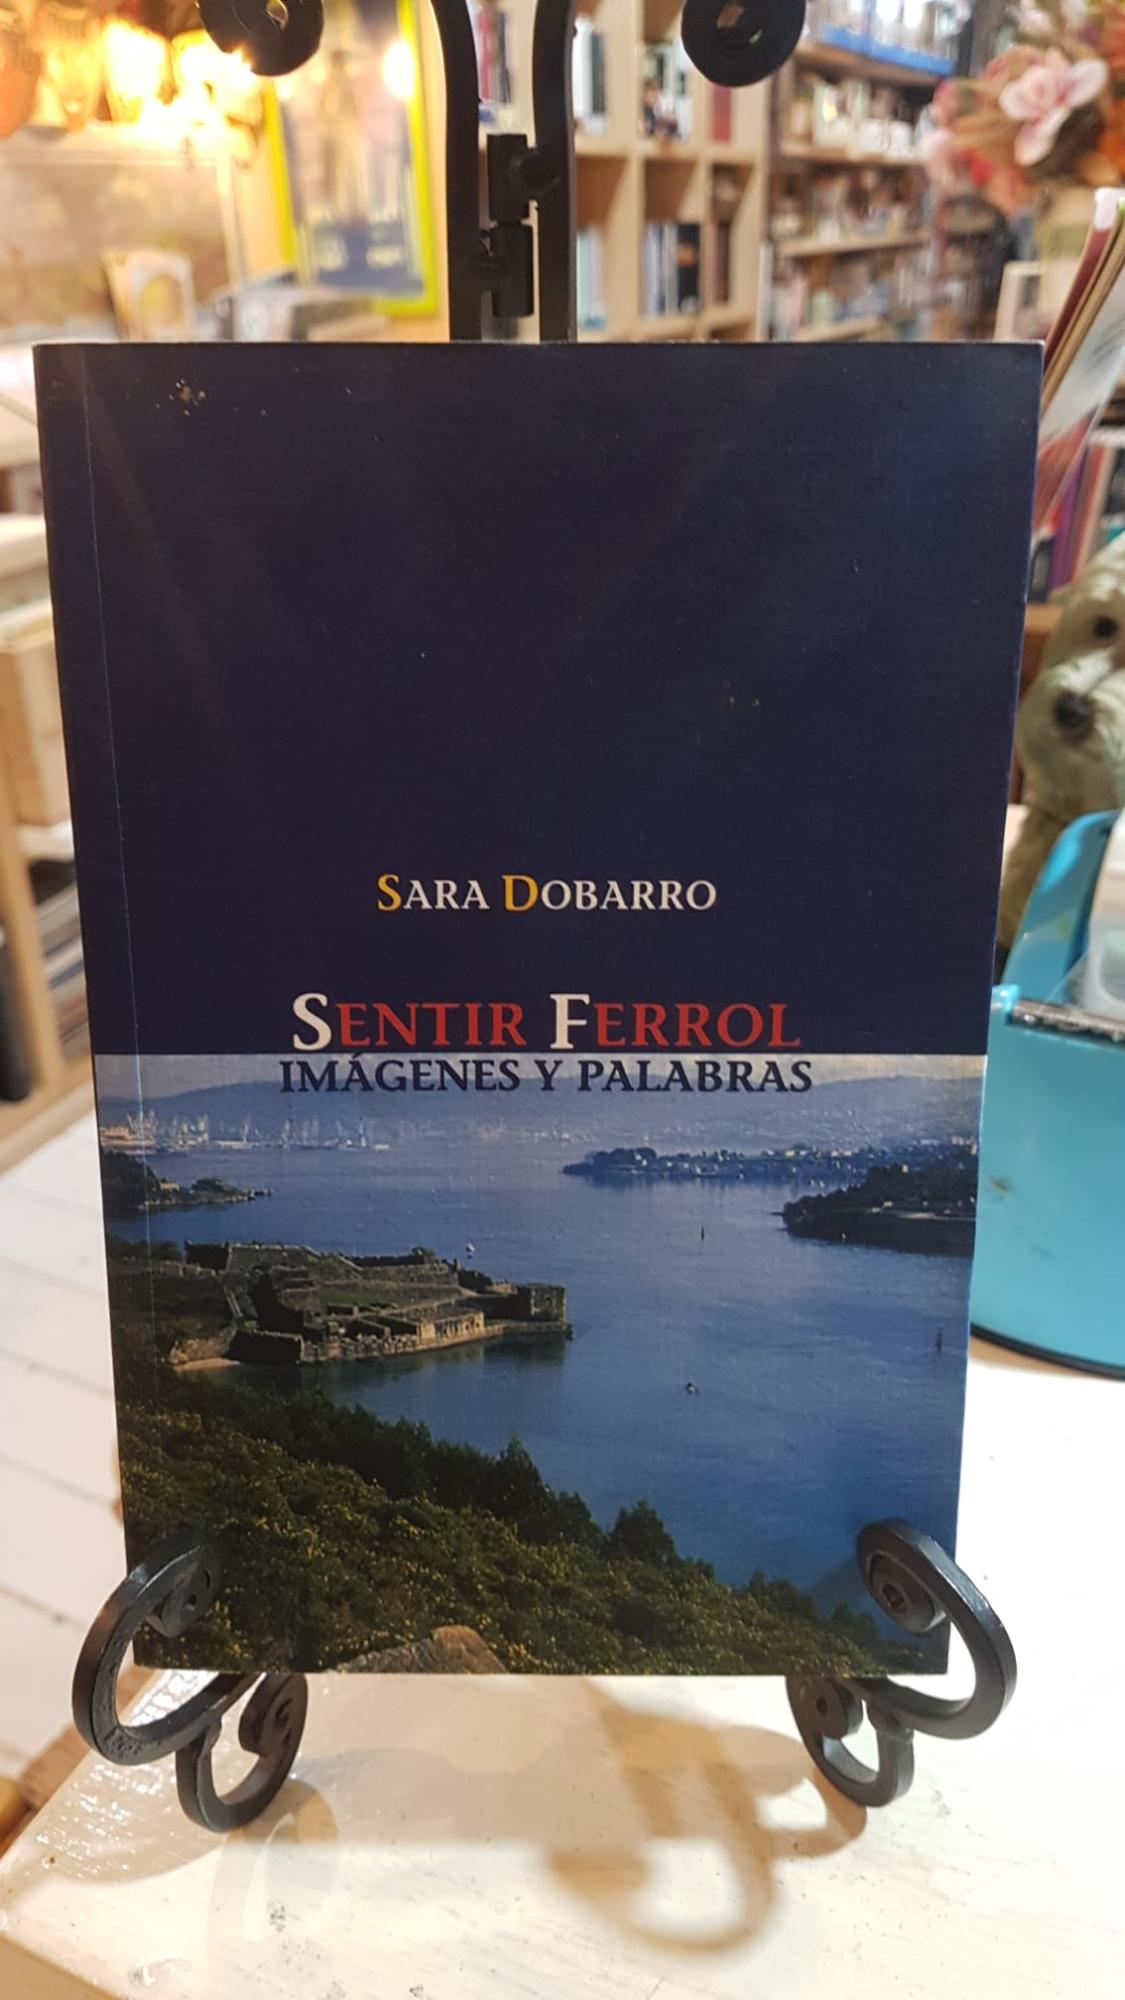 SARA DOBARRO
SENTIR FERROL
IMÁGENES Y PALABRAS